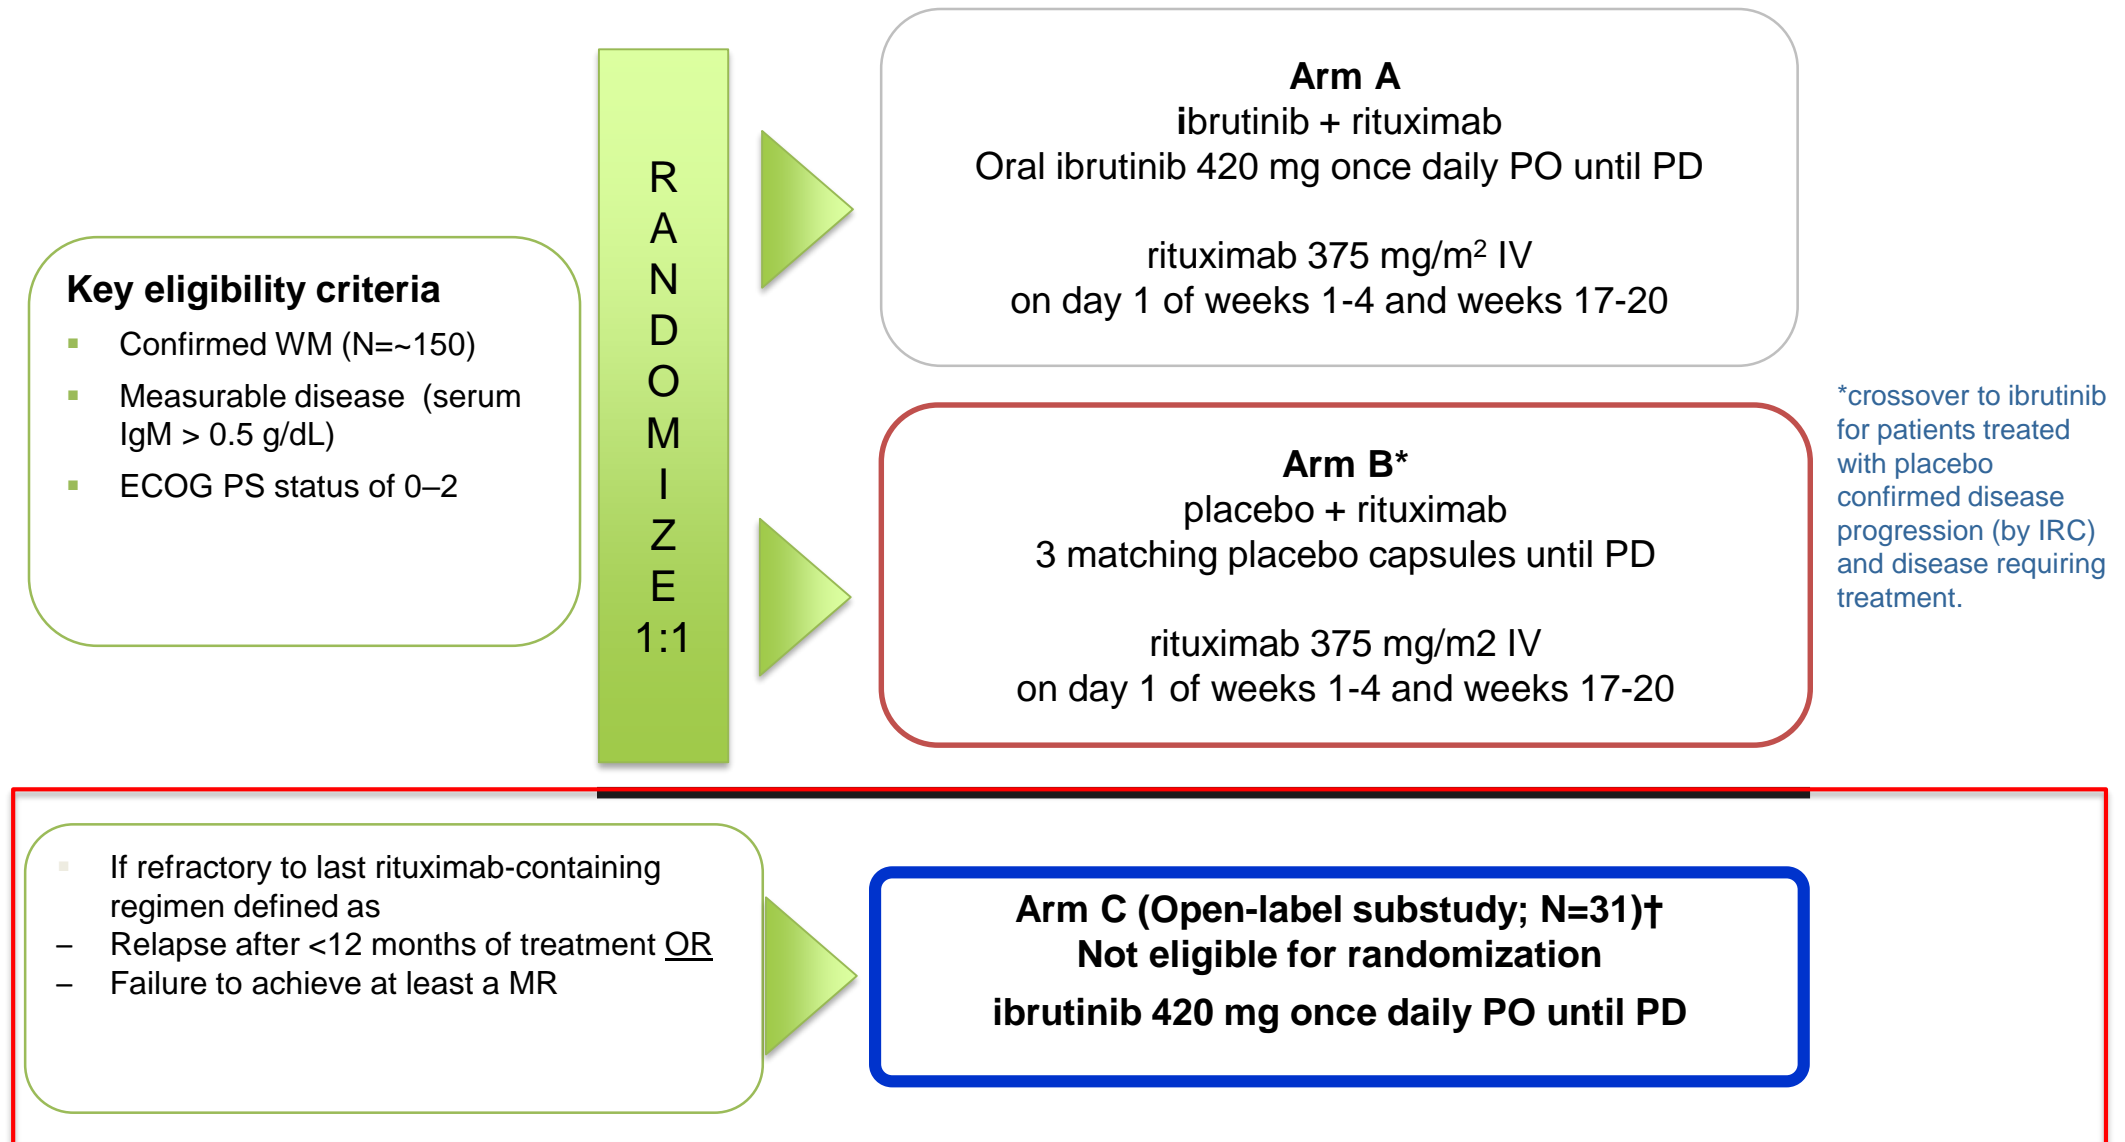 Key eligibility criteria
▪ Confirmed WM (N=~150)
▪ Measurable disease (serum
IgM > 0.5 g/dL)
▪ ECOG PS status of 0–2
R
A
N
D
O
M
I
Z
E
1:1
Arm A
ibrutinib + rituximab
Oral ibrutinib 420 mg once daily PO until PD
rituximab 375 mg/m² IV
on day 1 of weeks 1-4 and weeks 17-20
Arm B*
placebo + rituximab
3 matching placebo capsules until PD
rituximab 375 mg/m2 IV
on day 1 of weeks 1-4 and weeks 17-20
*crossover to ibrutinib
for patients treated
with placebo
confirmed disease
progression (by IRC)
and disease requiring
treatment.
▪ If refractory to last rituximab-containing
regimen defined as
– Relapse after <12 months of treatment OR
– Failure to achieve at least a MR
Arm C (Open-label substudy; N=31)†
Not eligible for randomization
ibrutinib 420 mg once daily PO until PD